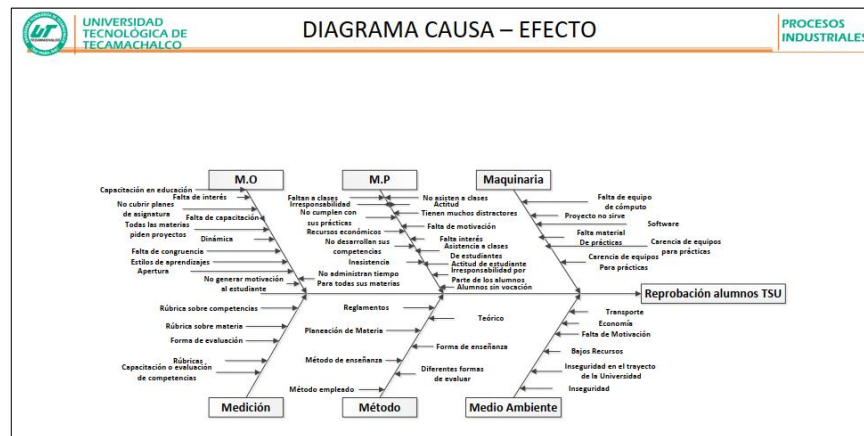 UNIVERSIDAD
TECNOLÓGICA DE
TECAMACHALCO
DIAGRAMA CAUSA – EFECTO
PROCESOS
INDUSTRIALES
M.O
M.P
Maquinaria
Capacitación en educación
Falta de interés
No cubrir planes
de asignatura
Falta de capacitación
Todas las materias
piden proyectos
Dinámica
Falta de congruencia
Estilos de aprendizajes
Apertura
No generar motivación
al estudiante
No administran tiempo
Para todas sus materias
Faltan a clases
Irresponsabilidad
No cumplen con
sus prácticas
Recursos económicos
No desarrollan sus
competencias
Inasistencia
No asisten a clases
Actitud
Tienen muchos distractores
Falta de motivación
Falta interés
Asistencia a clases
De estudiantes
Actitud de estudiante
Irresponsabilidad por
Parte de los alumnos
Alumnos sin vocación
Falta de equipo
de cómputo
Proyecto no sirve
Software
Falta material
De prácticas
Carencia de equipos
para prácticas
Carencia de equipos
Para prácticas
Reprobación alumnos TSU
Rúbrica sobre competencias
Rúbrica sobre materia
Forma de evaluación
Rúbricas
Capacitación o evaluación
de competencias
Reglamentos
Teórico
Planeación de Materia
Forma de enseñanza
Método de enseñanza
Diferentes formas
de evaluar
Método empleado
Transporte
Economía
Falta de Motivación
Bajos Recursos
Inseguridad en el trayecto
de la Universidad
Inseguridad
Medición
Método
Medio Ambiente